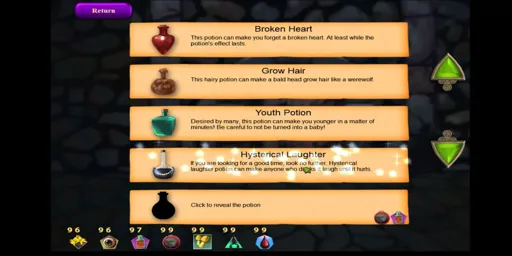 Return
Broken Heart
This potion can make you forget a broken heart. At least while the
potion's effect lasts.
Grow Hair
This hairy potion can make a bald head grow hair like a werewolf.
Youth Potion
Desired by many, this potion can make you younger in a matter of
minutes! Be careful to not be turned into a baby!
Hysterical Laughter
If you are looking for a good time, look no further. Hysterical
laughter potion can make anyone who it laugh until it hurts.
Click to reveal the potion
96 96 97 99 99 99 99